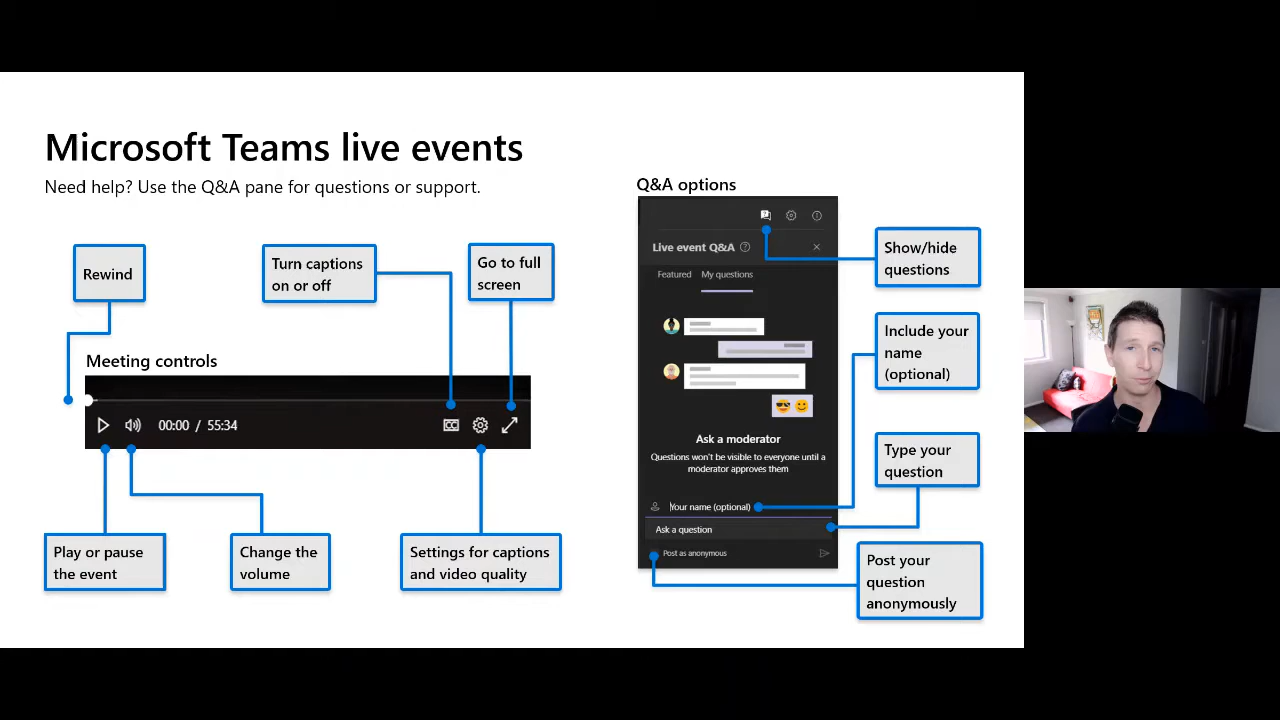 Microsoft Teams live events
Need help? Use the Q&A pane for questions or support.
Rewind
Turn captions
on or off
Go to full
screen
Meeting controls
00:00 / 55:34
CC
Play or pause
the event
Change the
volume
Settings for captions
and video quality
Q&A options
Live event Q&A
Featured My questions
Ask a moderator
Questions won't be visible to everyone until a
moderator approves them
Your name (optional)
Ask a question
Post as anonymous
Show/hide
questions
Include your
name
(optional)
Type your
question
Post your
question
anonymously